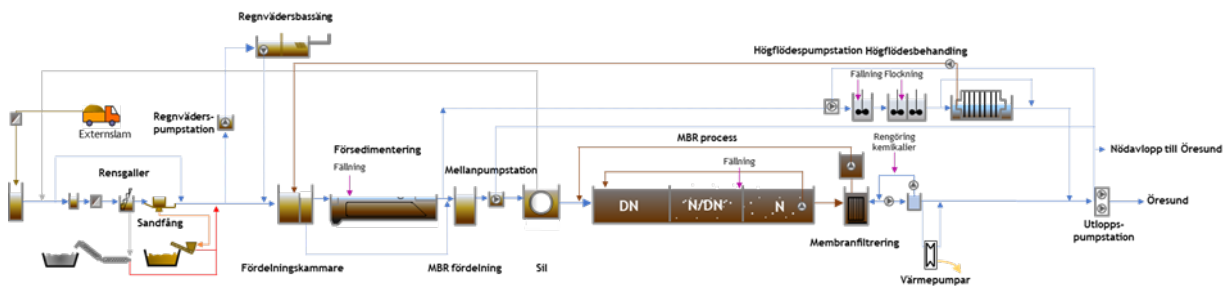 Regnvädersbassäng
Högflödespumpstation Högflödesbehandling
Fällning Flockning
Externslam
Regnväders-
pumpstation
Försedimentering
Fällning
MBR process
Rengöring
kemikalier
Nödavlopp till Öresund
Rensgaller
Mellanpumpstation
Fällning
Sandfång
DN
N/DN
N
Öresund
Utlopps-
pumpstation
Membranfiltrering
Fördelningskammare
MBR fördelning
Sil
Värmepumpar